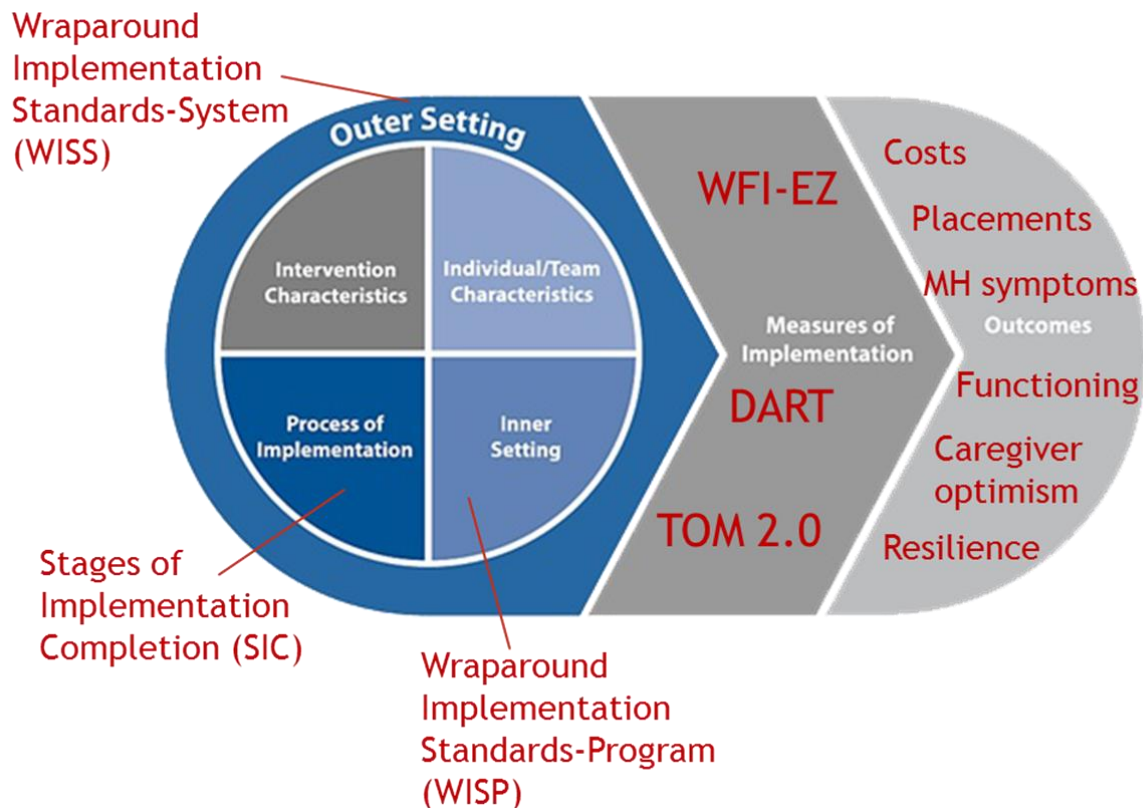 Wraparound
Implementation
Standards-System
(WISS)
Outer Setting
Intervention
Characteristics
Individual/Team
Characteristics
Process of
Implementation
Inner
Setting
Stages of
Implementation
Completion (SIC)
Wraparound
Implementation
Standards-Program
(WISP)
WFI-EZ
Measures of
Implementation
DART
TOM 2.0
Costs
Placements
MH symptoms
Outcomes
Functioning
Caregiver
optimism
Resilience